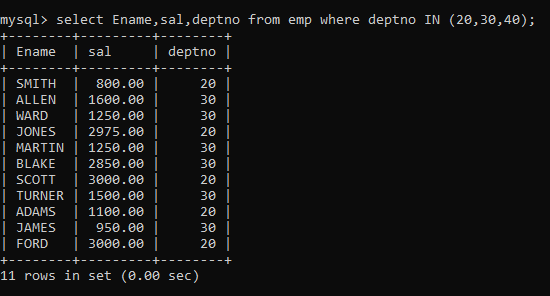 mysql> select Ename,sal,deptno from emp where deptno IN (20,30,40);
+--------+---------+--------+
| Ename  | sal     | deptno |
+--------+---------+--------+
| SMITH  |  800.00 |     20 |
| ALLEN  | 1600.00 |     30 |
| WARD   | 1250.00 |     30 |
| JONES  | 2975.00 |     20 |
| MARTIN | 1250.00 |     30 |
| BLAKE  | 2850.00 |     30 |
| SCOTT  | 3000.00 |     20 |
| TURNER | 1500.00 |     30 |
| ADAMS  | 1100.00 |     20 |
| JAMES  |  950.00 |     30 |
| FORD   | 3000.00 |     20 |
+--------+---------+--------+
11 rows in set (0.00 sec)